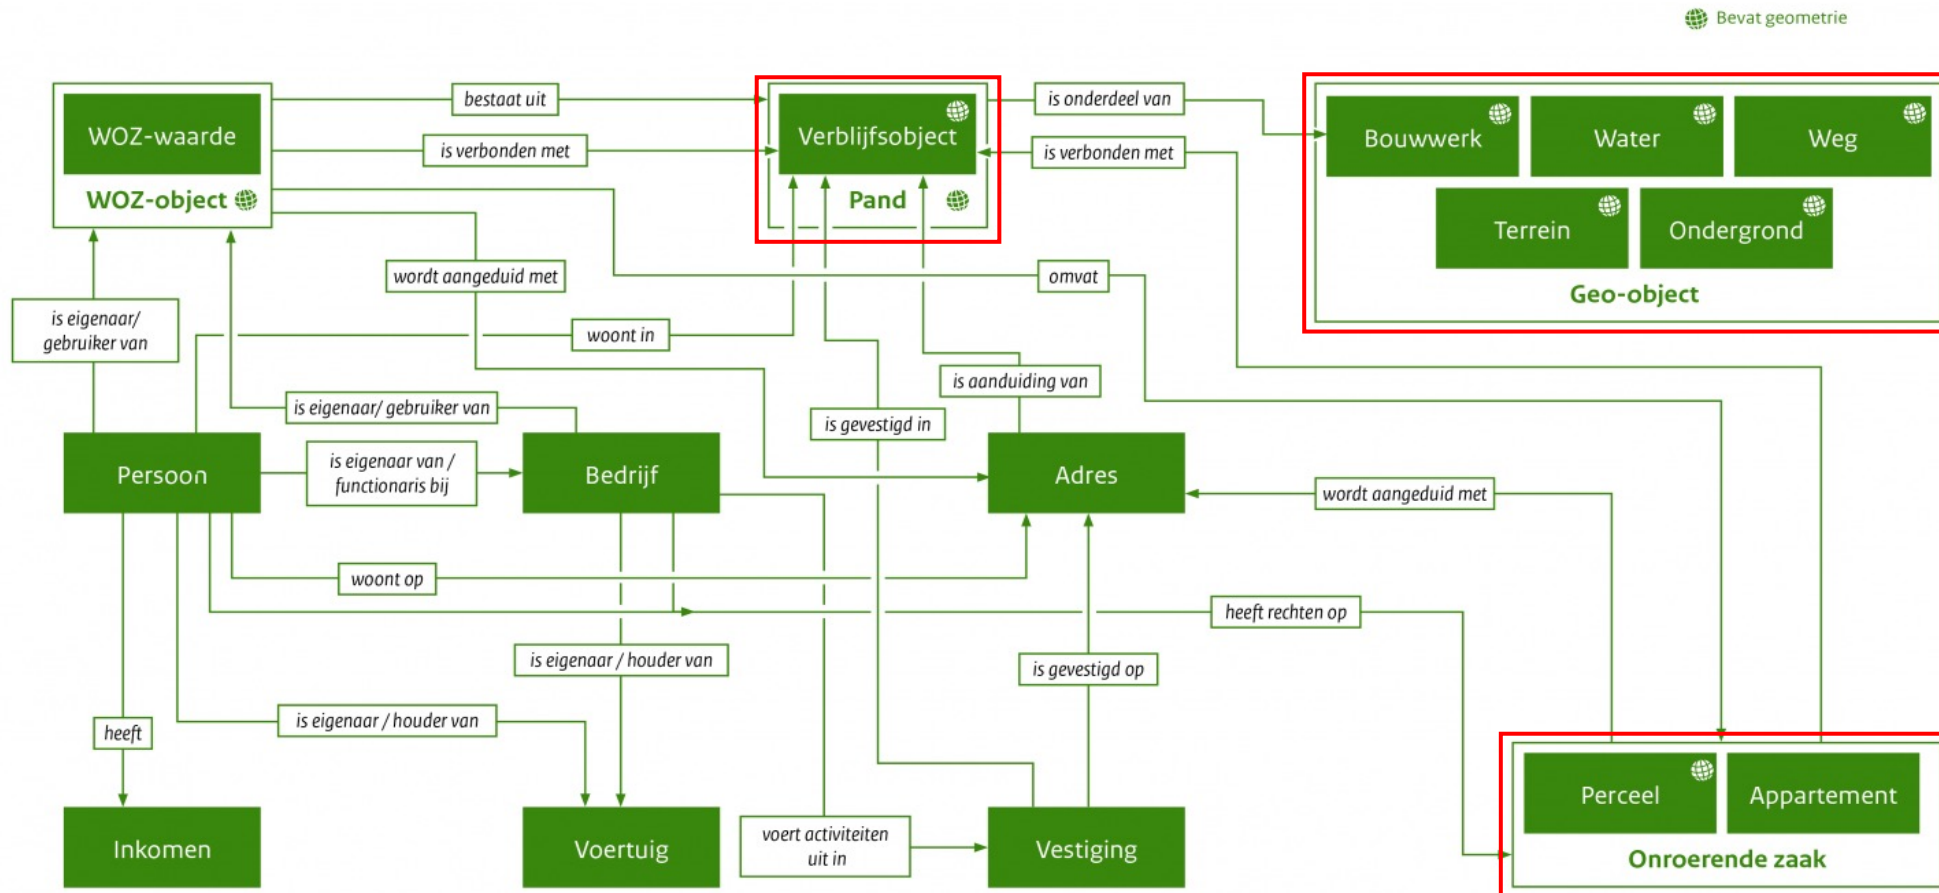 Bevat geometrie
WOZ-waarde
WOZ-object
bestaat uit
is verbonden met
Verblijfsobject
Pand
is onderdeel van
is verbonden met
Bouwwerk
Water
Weg
Terrein
Ondergrond
Geo-object
wordt aangeduid met
omvat
is eigenaar/
gebruiker van
woont in
is aanduiding van
is eigenaar/ gebruiker van
is gevestigd in
Persoon
is eigenaar van /
functionaris bij
Bedrijf
Adres
wordt aangeduid met
woont op
heeft rechten op
is eigenaar / houder van
is gevestigd op
is eigenaar / houder van
heeft
Inkomen
Voertuig
voert activiteiten
uit in
Vestiging
Perceel
Appartement
Onroerende zaak